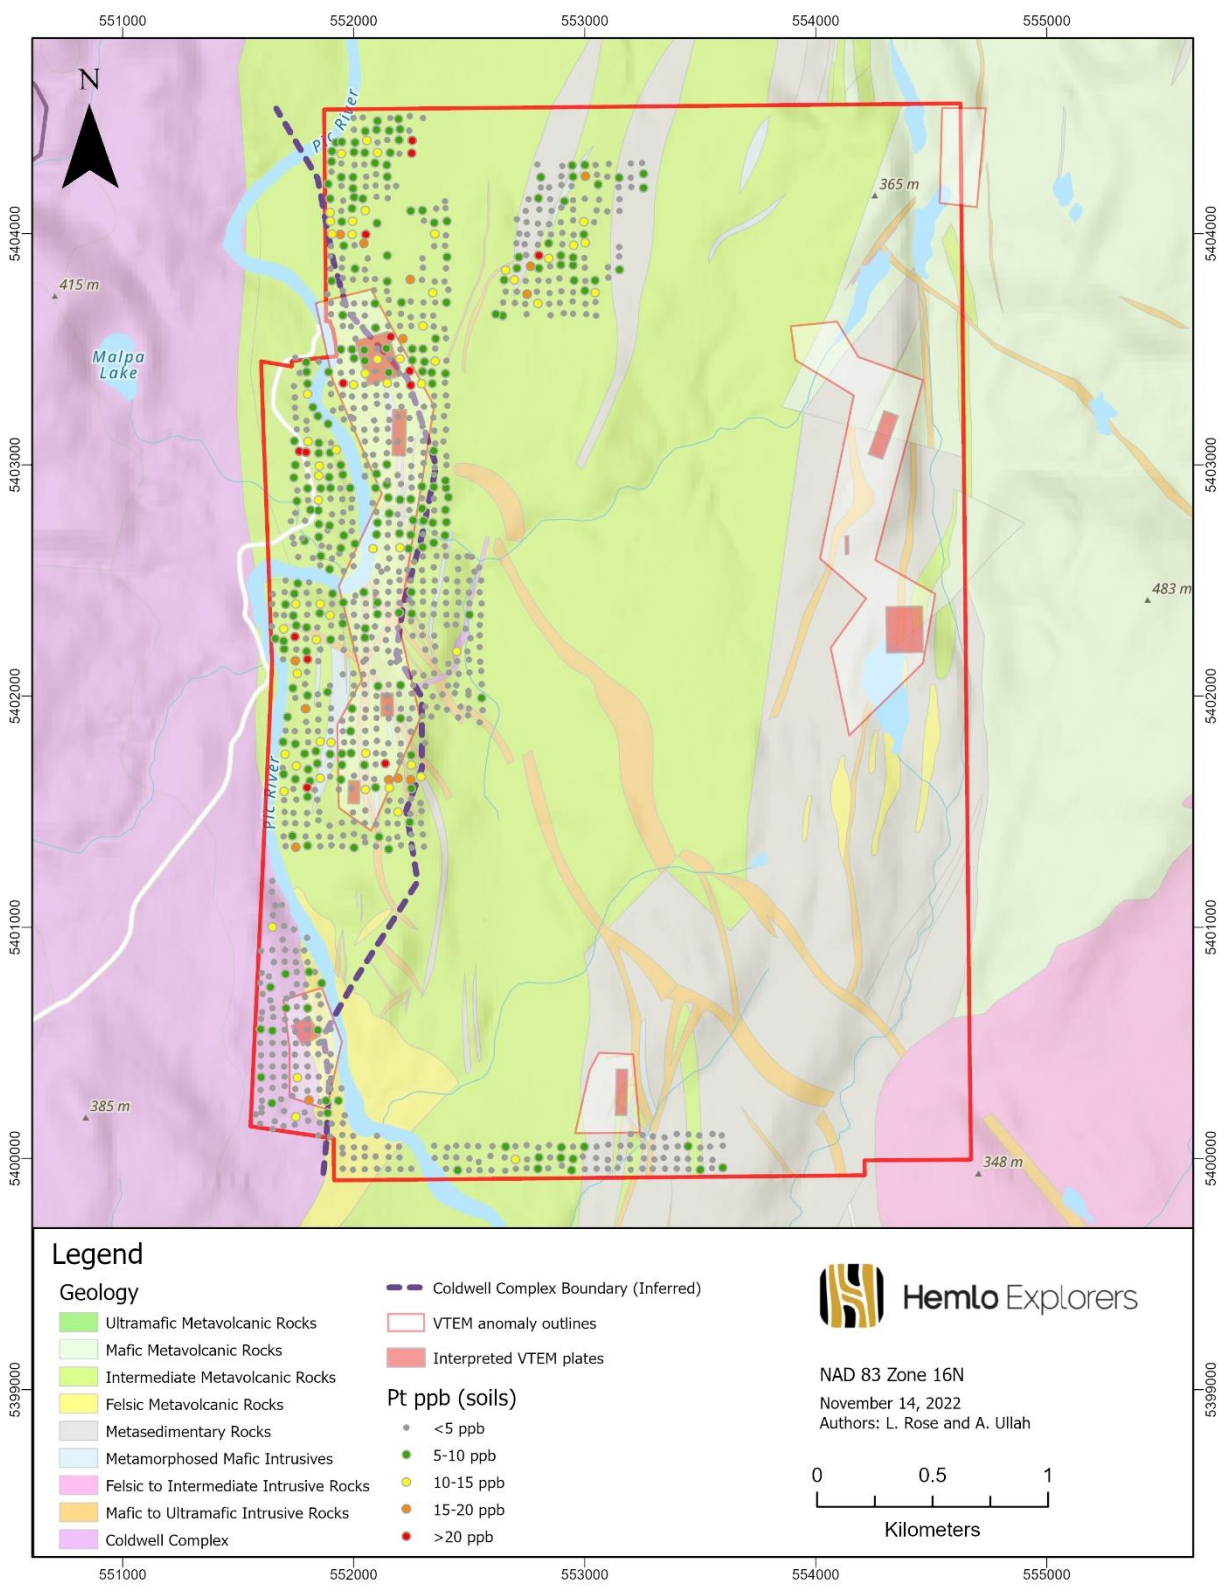 551000 552000 553000 554000 555000
N
Pic River
365 m
5404000 5404000
415 m
Malpa
Lake
5403000 5403000
483 m
5402000 5402000
Pic River
5401000 5401000
385 m
5400000 5400000
348 m
Legend
Geology
Ultramafic Metavolcanic Rocks
Mafic Metavolcanic Rocks
Intermediate Metavolcanic Rocks
Felsic Metavolcanic Rocks
Metasedimentary Rocks
Metamorphosed Mafic Intrusives
Felsic to Intermediate Intrusive Rocks
Mafic to Ultramafic Intrusive Rocks
Coldwell Complex
Coldwell Complex Boundary (Inferred)
VTEM anomaly outlines
Interpreted VTEM plates
Pt ppb (soils)
<5 ppb
5-10 ppb
10-15 ppb
15-20 ppb
>20 ppb
Hemlo Explorers
NAD 83 Zone 16N
November 14, 2022
Authors: L. Rose and A. Ullah
0 0.5 1
Kilometers
5399000 5399000
551000 552000 553000 554000 555000